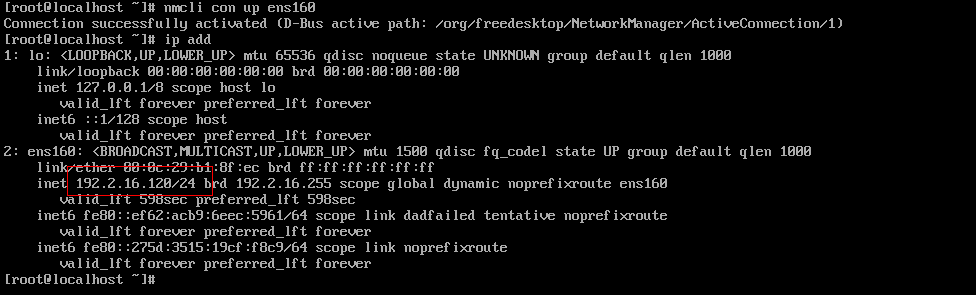 [root@localhost ~]# nmcli con up ens160
Connection successfully activated (D-Bus active path: /org/freedesktop/NetworkManager/ActiveConnection/1)
[root@localhost ~]# ip add
1: lo: <LOOPBACK,UP,LOWER_UP> mtu 65536 qdisc noqueue state UNKNOWN group default qlen 1000
    link/loopback 00:00:00:00:00:00 brd 00:00:00:00:00:00
    inet 127.0.0.1/8 scope host lo
       valid_lft forever preferred_lft forever
    inet6 ::1/128 scope host
       valid_lft forever preferred_lft forever
2: ens160: <BROADCAST,MULTICAST,UP,LOWER_UP> mtu 1500 qdisc fq_codel state UP group default qlen 1000
    link/ether 00:0c:29:b1:8f:ec brd ff:ff:ff:ff:ff:ff
    inet 192.2.16.120/24 brd 192.2.16.255 scope global dynamic noprefixroute ens160
       valid_lft 598sec preferred_lft 598sec
    inet6 fe80::ef62:acb9:6eec:5961/64 scope link dadfailed tentative noprefixroute
       valid_lft forever preferred_lft forever
    inet6 fe80::275d:3515:19cf:f8c9/64 scope link noprefixroute
       valid_lft forever preferred_lft forever
[root@localhost ~]#